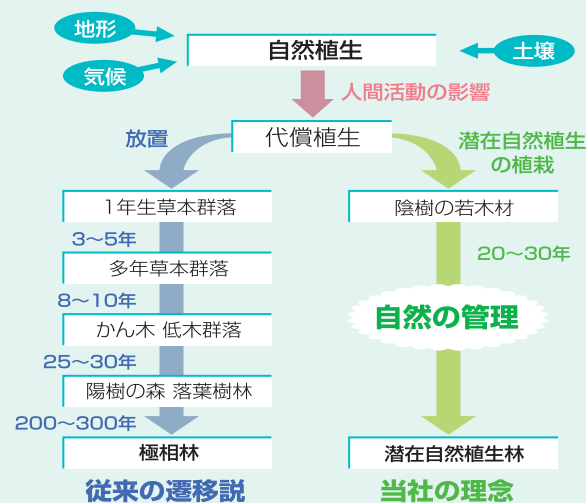 地形
自然植生
土壌
気候
人間活動の影響
代償植生
放置
潜在自然植生
の植栽
1年生草本群落
陰樹の若木材
3〜5年
20〜30年
多年草本群落
8〜10年
自然の管理
かん木 低木群落
25〜30年
陽樹の森 落葉樹林
200〜300年
極相林
潜在自然植生林
従来の遷移説
当社の理念